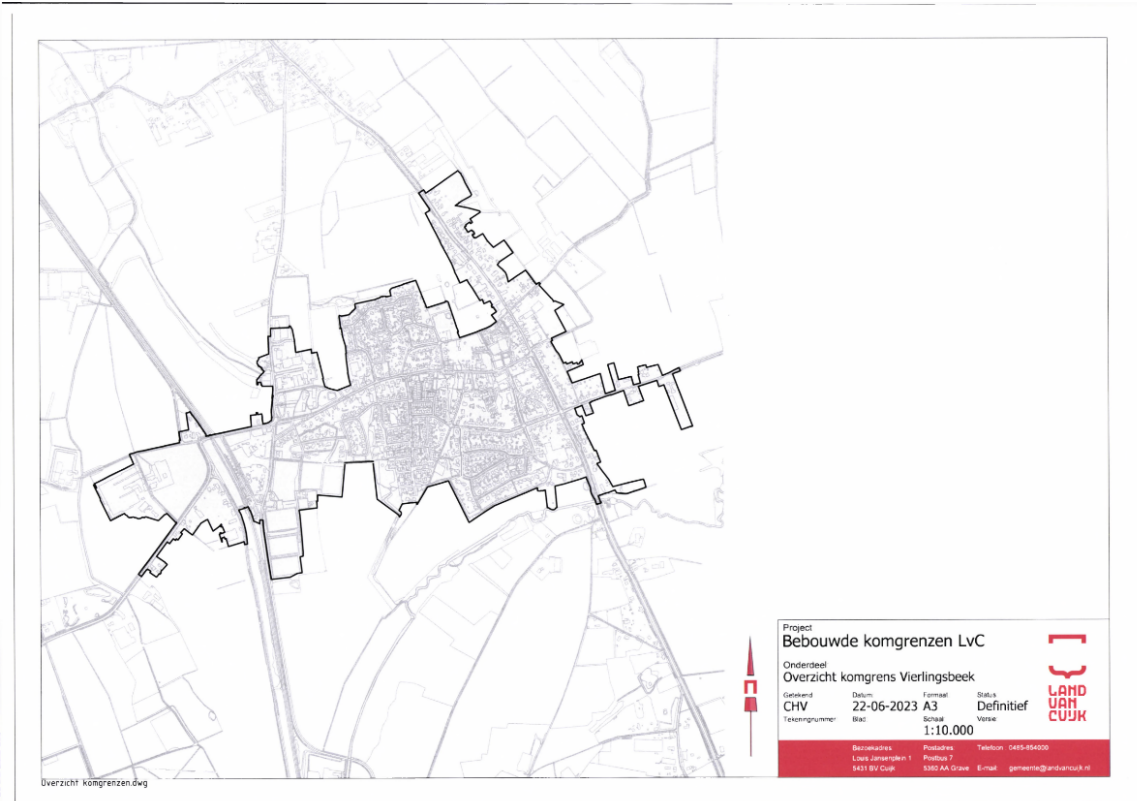 Project
Bebouwde komgrenzen LvC
Onderdeel
Overzicht komgrens Vierlingsbeek
Getekend Datum Formaat Status
CHV 22-06-2023 A3 Definitief
Tekeningnummer Blad Schaal Versie
1:10.000
LAND
VAN
CUIJK
Bezoekadres Postadres Telefoon 0485-854000
Louis Jansenplein 1 Postbus 7
5431 BV Cuijk 5360 AA Grave E-mail gemeente@landvancuijk.nl
Overzicht komgrenzen.dwg